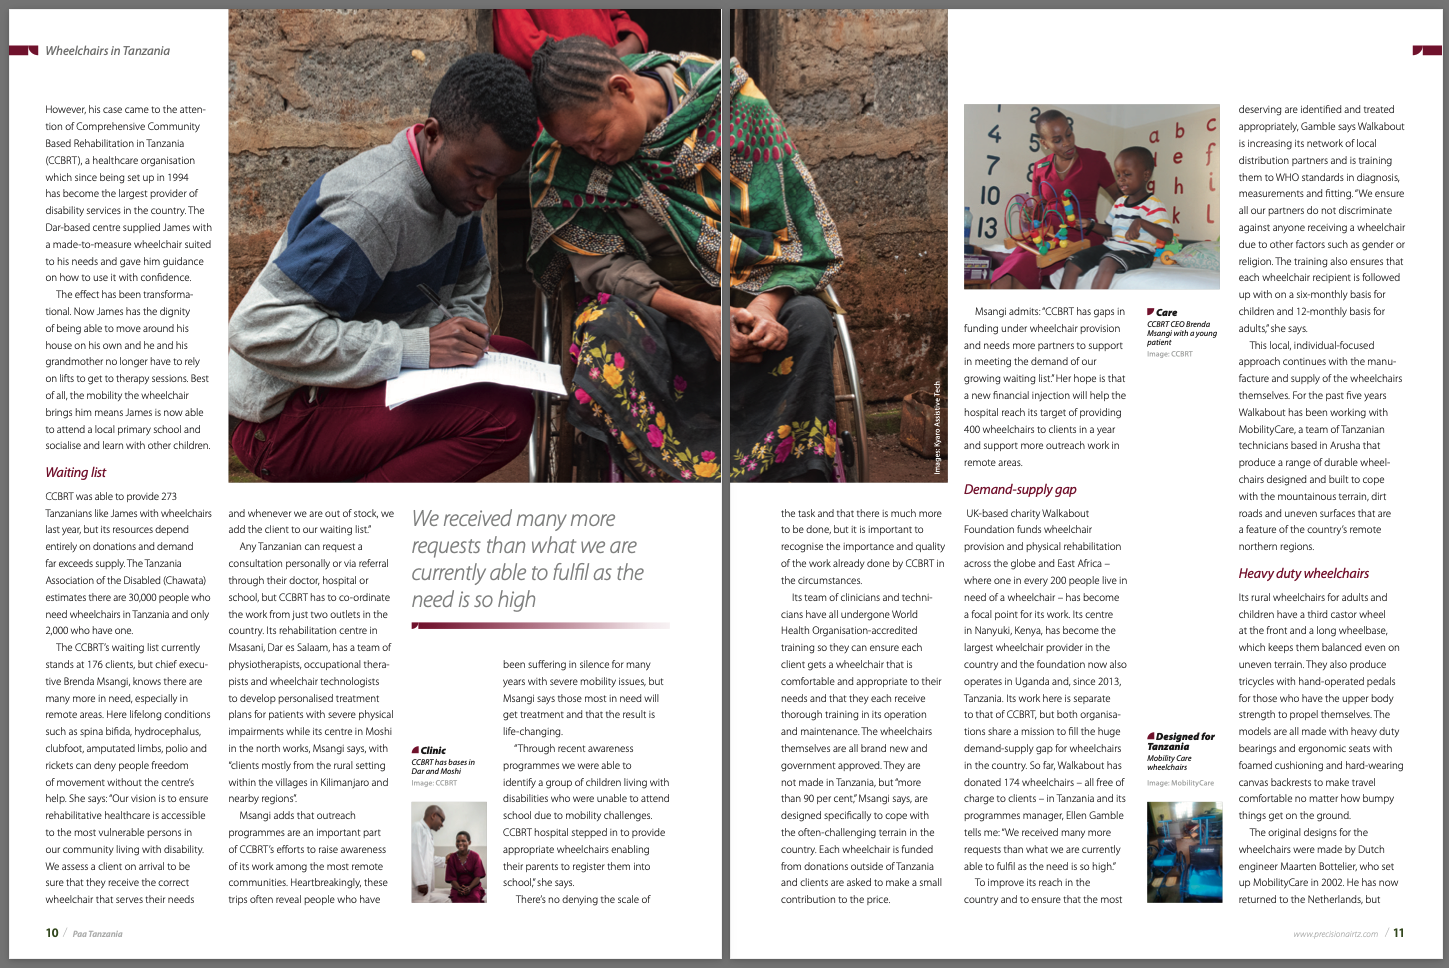 Wheelchairs in Tanzania
However, his case came to the atten-
tion of Comprehensive Community
Based Rehabilitation in Tanzania
(CCBRT), a healthcare organisation
which since being set up in 1994
has become the largest provider of
disability services in the country. The
Dar-based centre supplied James with
a made-to-measure wheelchair suited
to his needs and gave him guidance
on how to use it with confidence.
The effect has been transforma-
tional. Now James has the dignity
of being able to move around his
house on his own and he and his
grandmother no longer have to rely
on lifts to get to therapy sessions. Best
of all, the mobility the wheelchair
brings him means James is now able
to attend a local primary school and
socialise and learn with other children.
Waiting list
CCBRT was able to provide 273
Tanzanians like James with wheelchairs
last year, but its resources depend
entirely on donations and demand
far exceeds supply. The Tanzania
Association of the Disabled (Chawata)
estimates there are 30,000 people who
need wheelchairs in Tanzania and only
2,000 who have one.
The CCBRT's waiting list currently
stands at 176 clients, but chief execu-
tive Brenda Msangi, knows there are
many more in need, especially in
remote areas. Here lifelong conditions
such as spina bifida, hydrocephalus,
clubfoot, amputated limbs, polio and
rickets can deny people freedom
of movement without the centre's
help. She says: "Our vision is to ensure
rehabilitative healthcare is accessible
to the most vulnerable persons in
our community living with disability.
We assess a client on arrival to be
sure that they receive the correct
wheelchair that serves their needs
and whenever we are out of stock, we
add the client to our waiting list."
Any Tanzanian can request a
consultation personally or via referral
through their doctor, hospital or
school, but CCBRT has to co-ordinate
the work from just two outlets in the
country. Its rehabilitation centre in
Msasani, Dar es Salaam, has a team of
physiotherapists, occupational thera-
pists and wheelchair technologists
to develop personalised treatment
plans for patients with severe physical
impairments while its centre in Moshi
in the north works, Msangi says, with
"clients mostly from the rural setting
within the villages in Kilimanjaro and
nearby regions".
Msangi adds that outreach
programmes are an important part
of CCBRT's efforts to raise awareness
of its work among the most remote
communities. Heartbreakingly, these
trips often reveal people who have
We received many more
requests than what we are
currently able to fulfil as the
need is so high
Clinic
CCBRT has bases in
Dar and Moshi
Image: CCBRT
been suffering in silence for many
years with severe mobility issues, but
Msangi says those most in need will
get treatment and that the result is
life-changing.
"Through recent awareness
programmes we were able to
identify a group of children living with
disabilities who were unable to attend
school due to mobility challenges.
CCBRT hospital stepped in to provide
appropriate wheelchairs enabling
their parents to register them into
school," she says.
There's no denying the scale of
10 / Paa Tanzania
Images: Kyaro Assistive Tech
the task and that there is much more
to be done, but it is important to
recognise the importance and quality
of the work already done by CCBRT in
the circumstances.
Its team of clinicians and techni-
cians have all undergone World
Health Organisation-accredited
training so they can ensure each
client gets a wheelchair that is
comfortable and appropriate to their
needs and that they each receive
thorough training in its operation
and maintenance. The wheelchairs
themselves are all brand new and
government approved. They are
not made in Tanzania, but "more
than 90 per cent," Msangi says, are
designed specifically to cope with
the often-challenging terrain in the
country. Each wheelchair is funded
from donations outside of Tanzania
and clients are asked to make a small
contribution to the price.
1 2
4 5
7 8
10
13
a b c
e f
g h i
k l
Msangi admits: "CCBRT has gaps in
funding under wheelchair provision
and needs more partners to support
in meeting the demand of our
growing waiting list." Her hope is that
a new financial injection will help the
hospital reach its target of providing
400 wheelchairs to clients in a year
and support more outreach work in
remote areas.
Demand-supply gap
UK-based charity Walkabout
Foundation funds wheelchair
provision and physical rehabilitation
across the globe and East Africa –
where one in every 200 people live in
need of a wheelchair – has become
a focal point for its work. Its centre
in Nanyuki, Kenya, has become the
largest wheelchair provider in the
country and the foundation now also
operates in Uganda and, since 2013,
Tanzania. Its work here is separate
to that of CCBRT, but both organisa-
tions share a mission to fill the huge
demand-supply gap for wheelchairs
in the country. So far, Walkabout has
donated 174 wheelchairs – all free of
charge to clients – in Tanzania and its
programmes manager, Ellen Gamble
tells me: "We received many more
requests than what we are currently
able to fulfil as the need is so high."
To improve its reach in the
country and to ensure that the most
Care
CCBRT CEO Brenda
Msangi with a young
patient
Image: CCBRT
Designed for
Tanzania
Mobility Care
wheelchairs
Image: MobilityCare
deserving are identified and treated
appropriately, Gamble says Walkabout
is increasing its network of local
distribution partners and is training
them to WHO standards in diagnosis,
measurements and fitting. "We ensure
all our partners do not discriminate
against anyone receiving a wheelchair
due to other factors such as gender or
religion. The training also ensures that
each wheelchair recipient is followed
up with on a six-monthly basis for
children and 12-monthly basis for
adults," she says.
This local, individual-focused
approach continues with the manu-
facture and supply of the wheelchairs
themselves. For the past five years
Walkabout has been working with
MobilityCare, a team of Tanzanian
technicians based in Arusha that
produce a range of durable wheel-
chairs designed and built to cope
with the mountainous terrain, dirt
roads and uneven surfaces that are
a feature of the country's remote
northern regions.
Heavy duty wheelchairs
Its rural wheelchairs for adults and
children have a third castor wheel
at the front and a long wheelbase,
which keeps them balanced even on
uneven terrain. They also produce
tricycles with hand-operated pedals
for those who have the upper body
strength to propel themselves. The
models are all made with heavy duty
bearings and ergonomic seats with
foamed cushioning and hard-wearing
canvas backrests to make travel
comfortable no matter how bumpy
things get on the ground.
The original designs for the
wheelchairs were made by Dutch
engineer Maarten Bottelier, who set
up MobilityCare in 2002. He has now
returned to the Netherlands, but
www.precisionairtz.com / 11